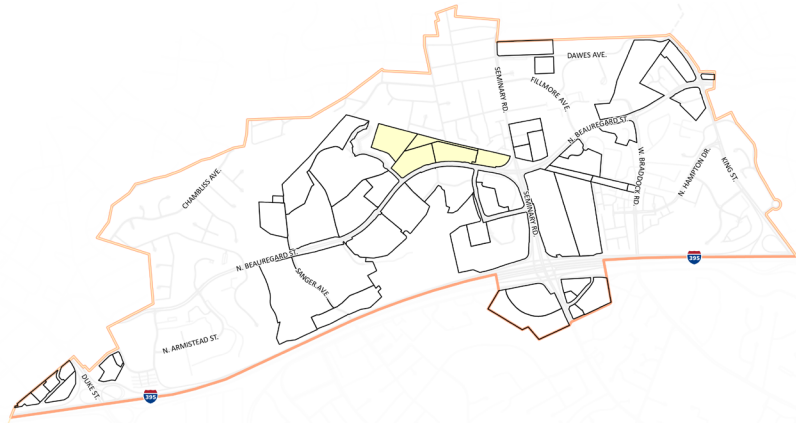 DAWES AVE.
SEMINARY RD.
FILLMORE AVE.
N. BEAUREGARD ST.
W. BRADDOCK RD.
N. HAMPTON DR.
KING ST.
CHAMBLISS AVE.
SEMINARY RD.
N. BEAUREGARD ST.
SANGER AVE.
395
N. ARMISTEAD ST.
DUKE ST.
395